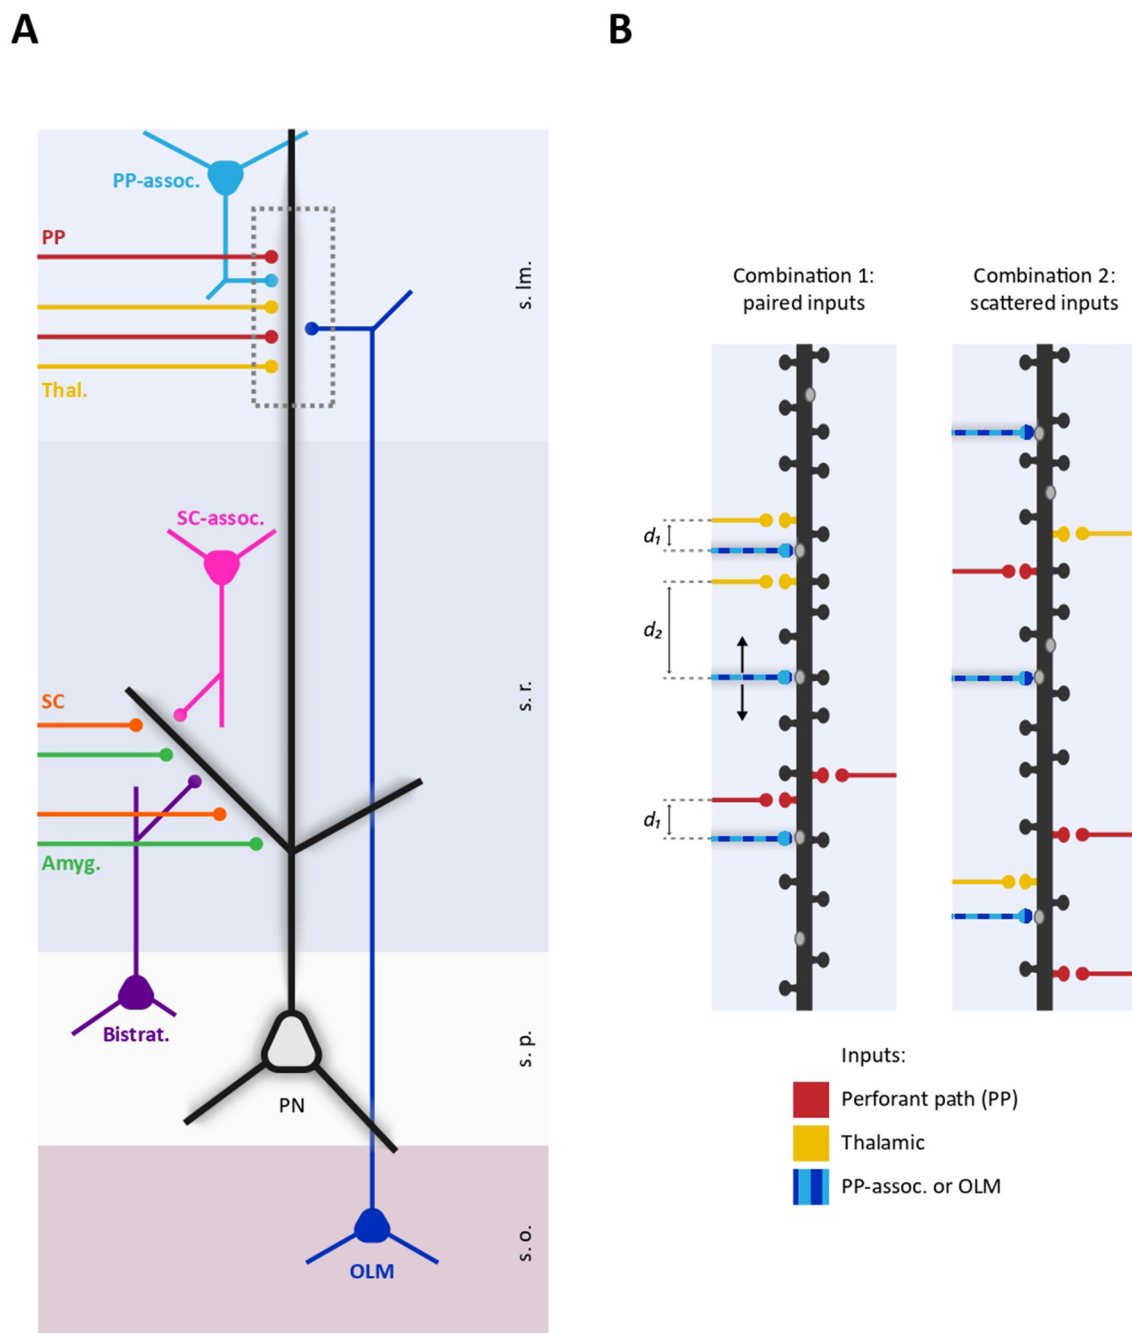 A
PP-assoc.
PP
Thal.
s. lm.
SC-assoc.
SC
Amyg.
s. r.
Bistrat.
PN
s. p.
OLM
s. o.
B
Combination 1:
paired inputs
Combination 2:
scattered inputs
d₁
d₂
d₁
Inputs:
Perforant path (PP)
Thalamic
PP-assoc. or OLM